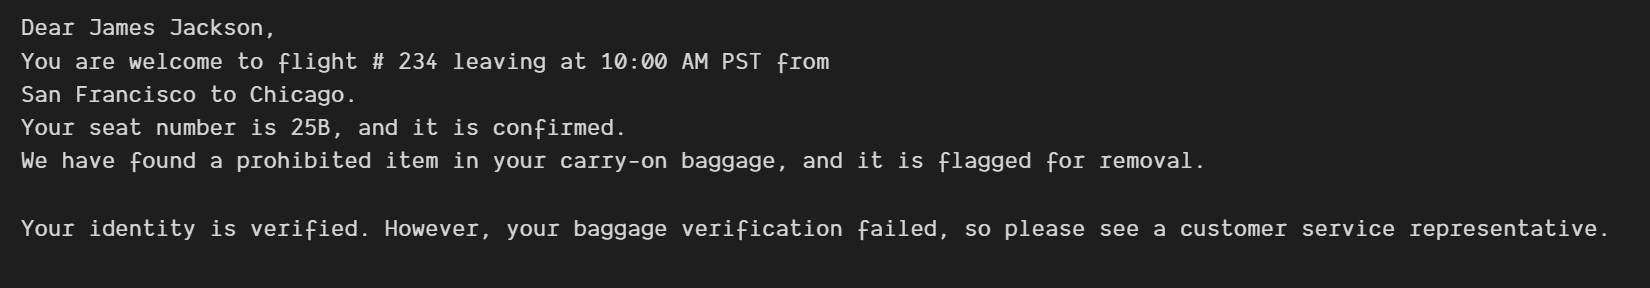 Dear James Jackson,
You are welcome to flight # 234 leaving at 10:00 AM PST from
San Francisco to Chicago.
Your seat number is 25B, and it is confirmed.
We have found a prohibited item in your carry-on baggage, and it is flagged for removal.
Your identity is verified. However, your baggage verification failed, so please see a customer service representative.